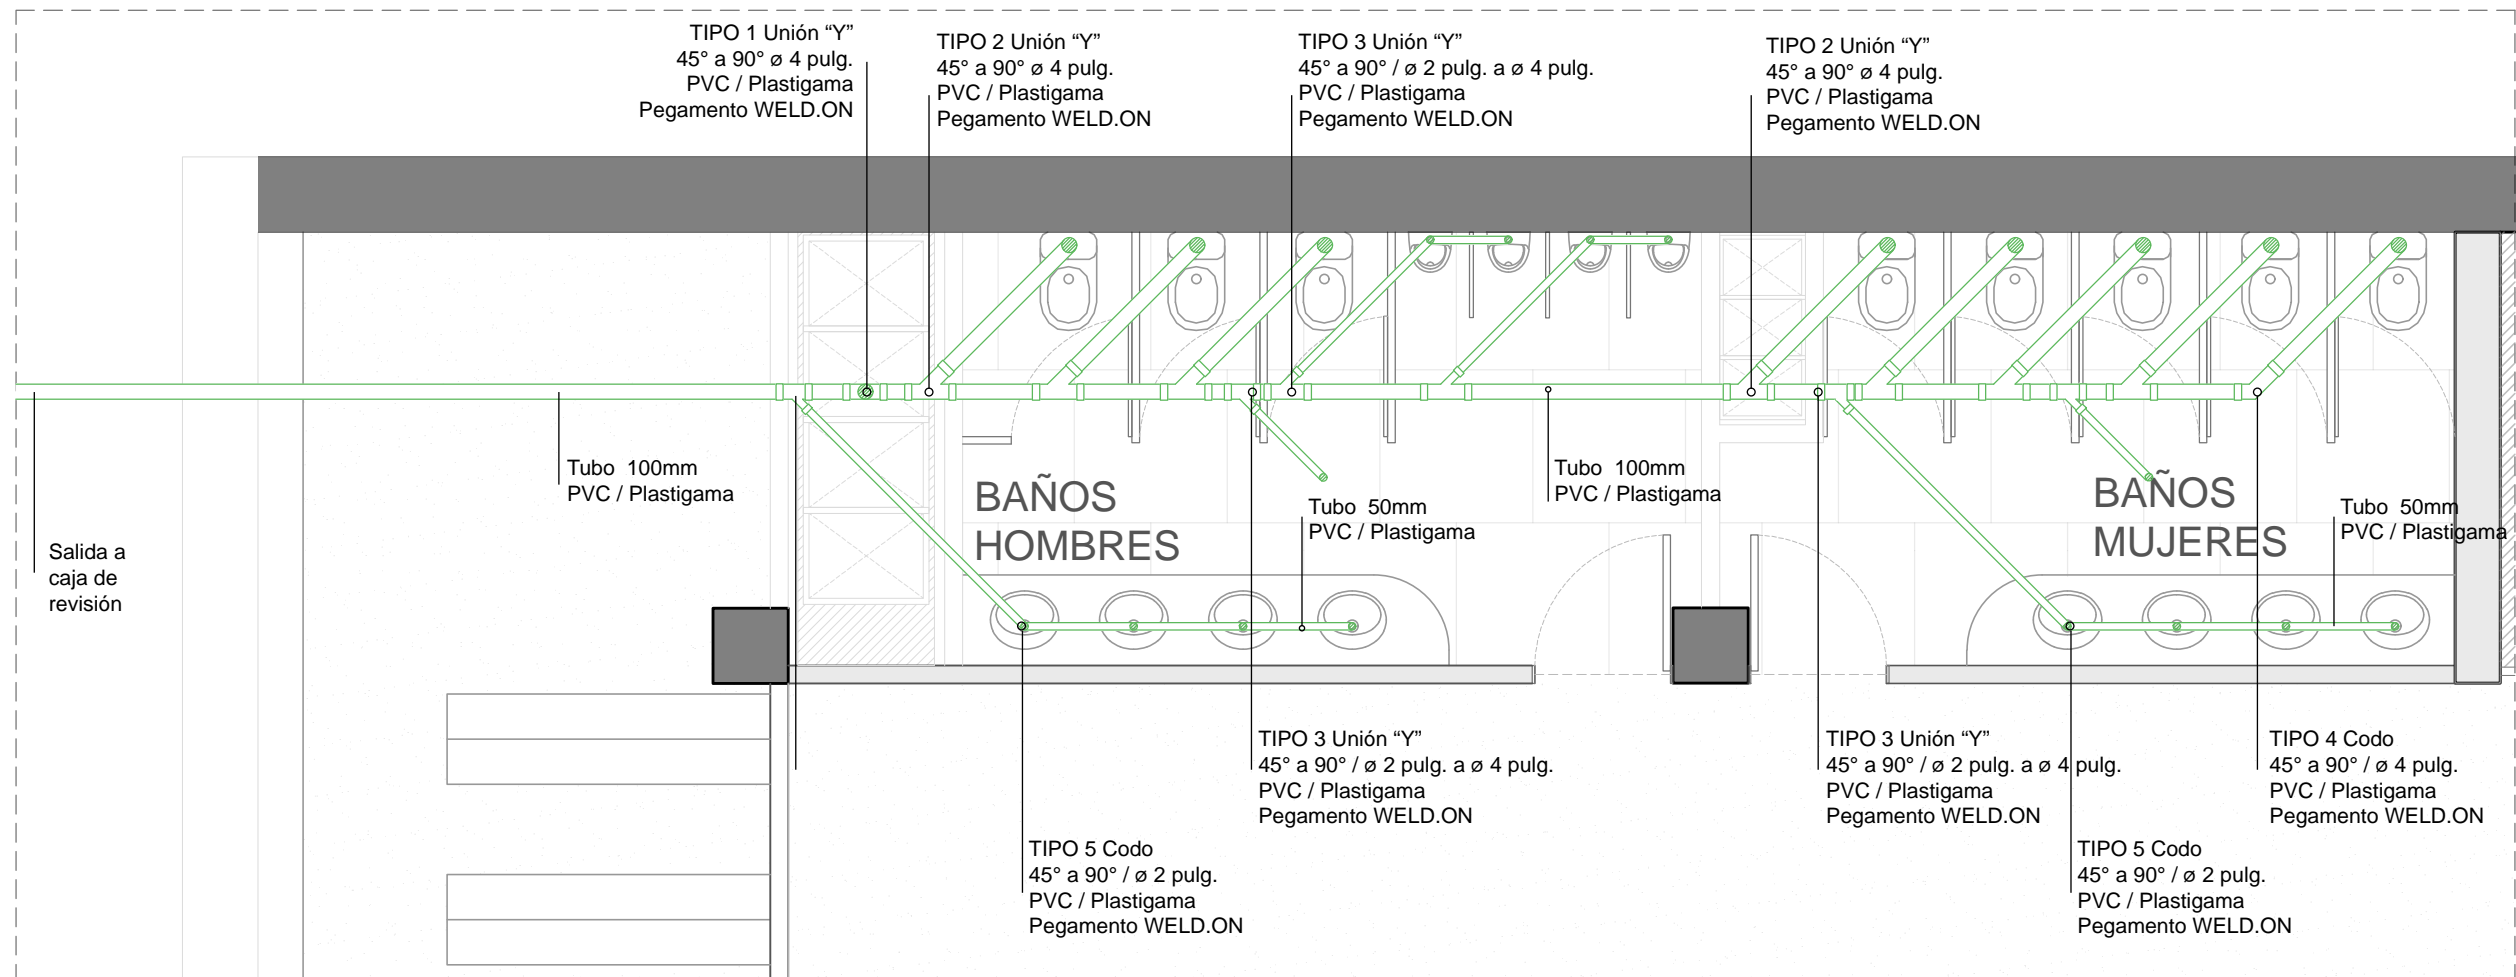 TIPO 1 Unión “Y”
45° a 90° ø 4 pulg.
PVC / Plastigama
Pegamento WELD.ON
TIPO 2 Unión “Y”
45° a 90° ø 4 pulg.
PVC / Plastigama
Pegamento WELD.ON
TIPO 3 Unión “Y”
45° a 90° / ø 2 pulg. a ø 4 pulg.
PVC / Plastigama
Pegamento WELD.ON
TIPO 2 Unión “Y”
45° a 90° ø 4 pulg.
PVC / Plastigama
Pegamento WELD.ON
Salida a
caja de
revisión
Tubo 100mm
PVC / Plastigama
BAÑOS
HOMBRES
Tubo 50mm
PVC / Plastigama
Tubo 100mm
PVC / Plastigama
BAÑOS
MUJERES
Tubo 50mm
PVC / Plastigama
TIPO 3 Unión “Y”
45° a 90° / ø 2 pulg. a ø 4 pulg.
PVC / Plastigama
Pegamento WELD.ON
TIPO 3 Unión “Y”
45° a 90° / ø 2 pulg. a ø 4 pulg.
PVC / Plastigama
Pegamento WELD.ON
TIPO 4 Codo
45° a 90° / ø 4 pulg.
PVC / Plastigama
Pegamento WELD.ON
TIPO 5 Codo
45° a 90° / ø 2 pulg.
PVC / Plastigama
Pegamento WELD.ON
TIPO 5 Codo
45° a 90° / ø 2 pulg.
PVC / Plastigama
Pegamento WELD.ON